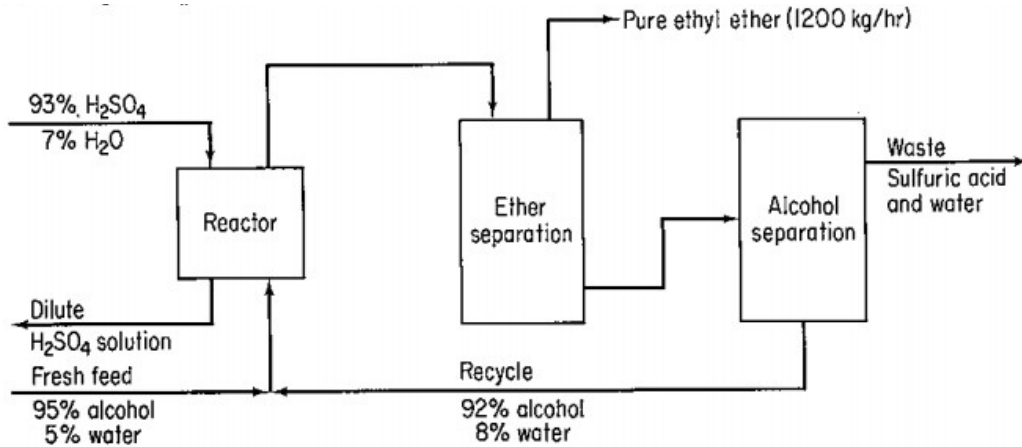 Pure ethyl ether (1200 kg/hr)
93% H₂SO₄
7% H₂O
Reactor
Ether
separation
Alcohol
separation
Waste
Sulfuric acid
and water
Dilute
H₂SO₄ solution
Fresh feed
95% alcohol
5% water
Recycle
92% alcohol
8% water